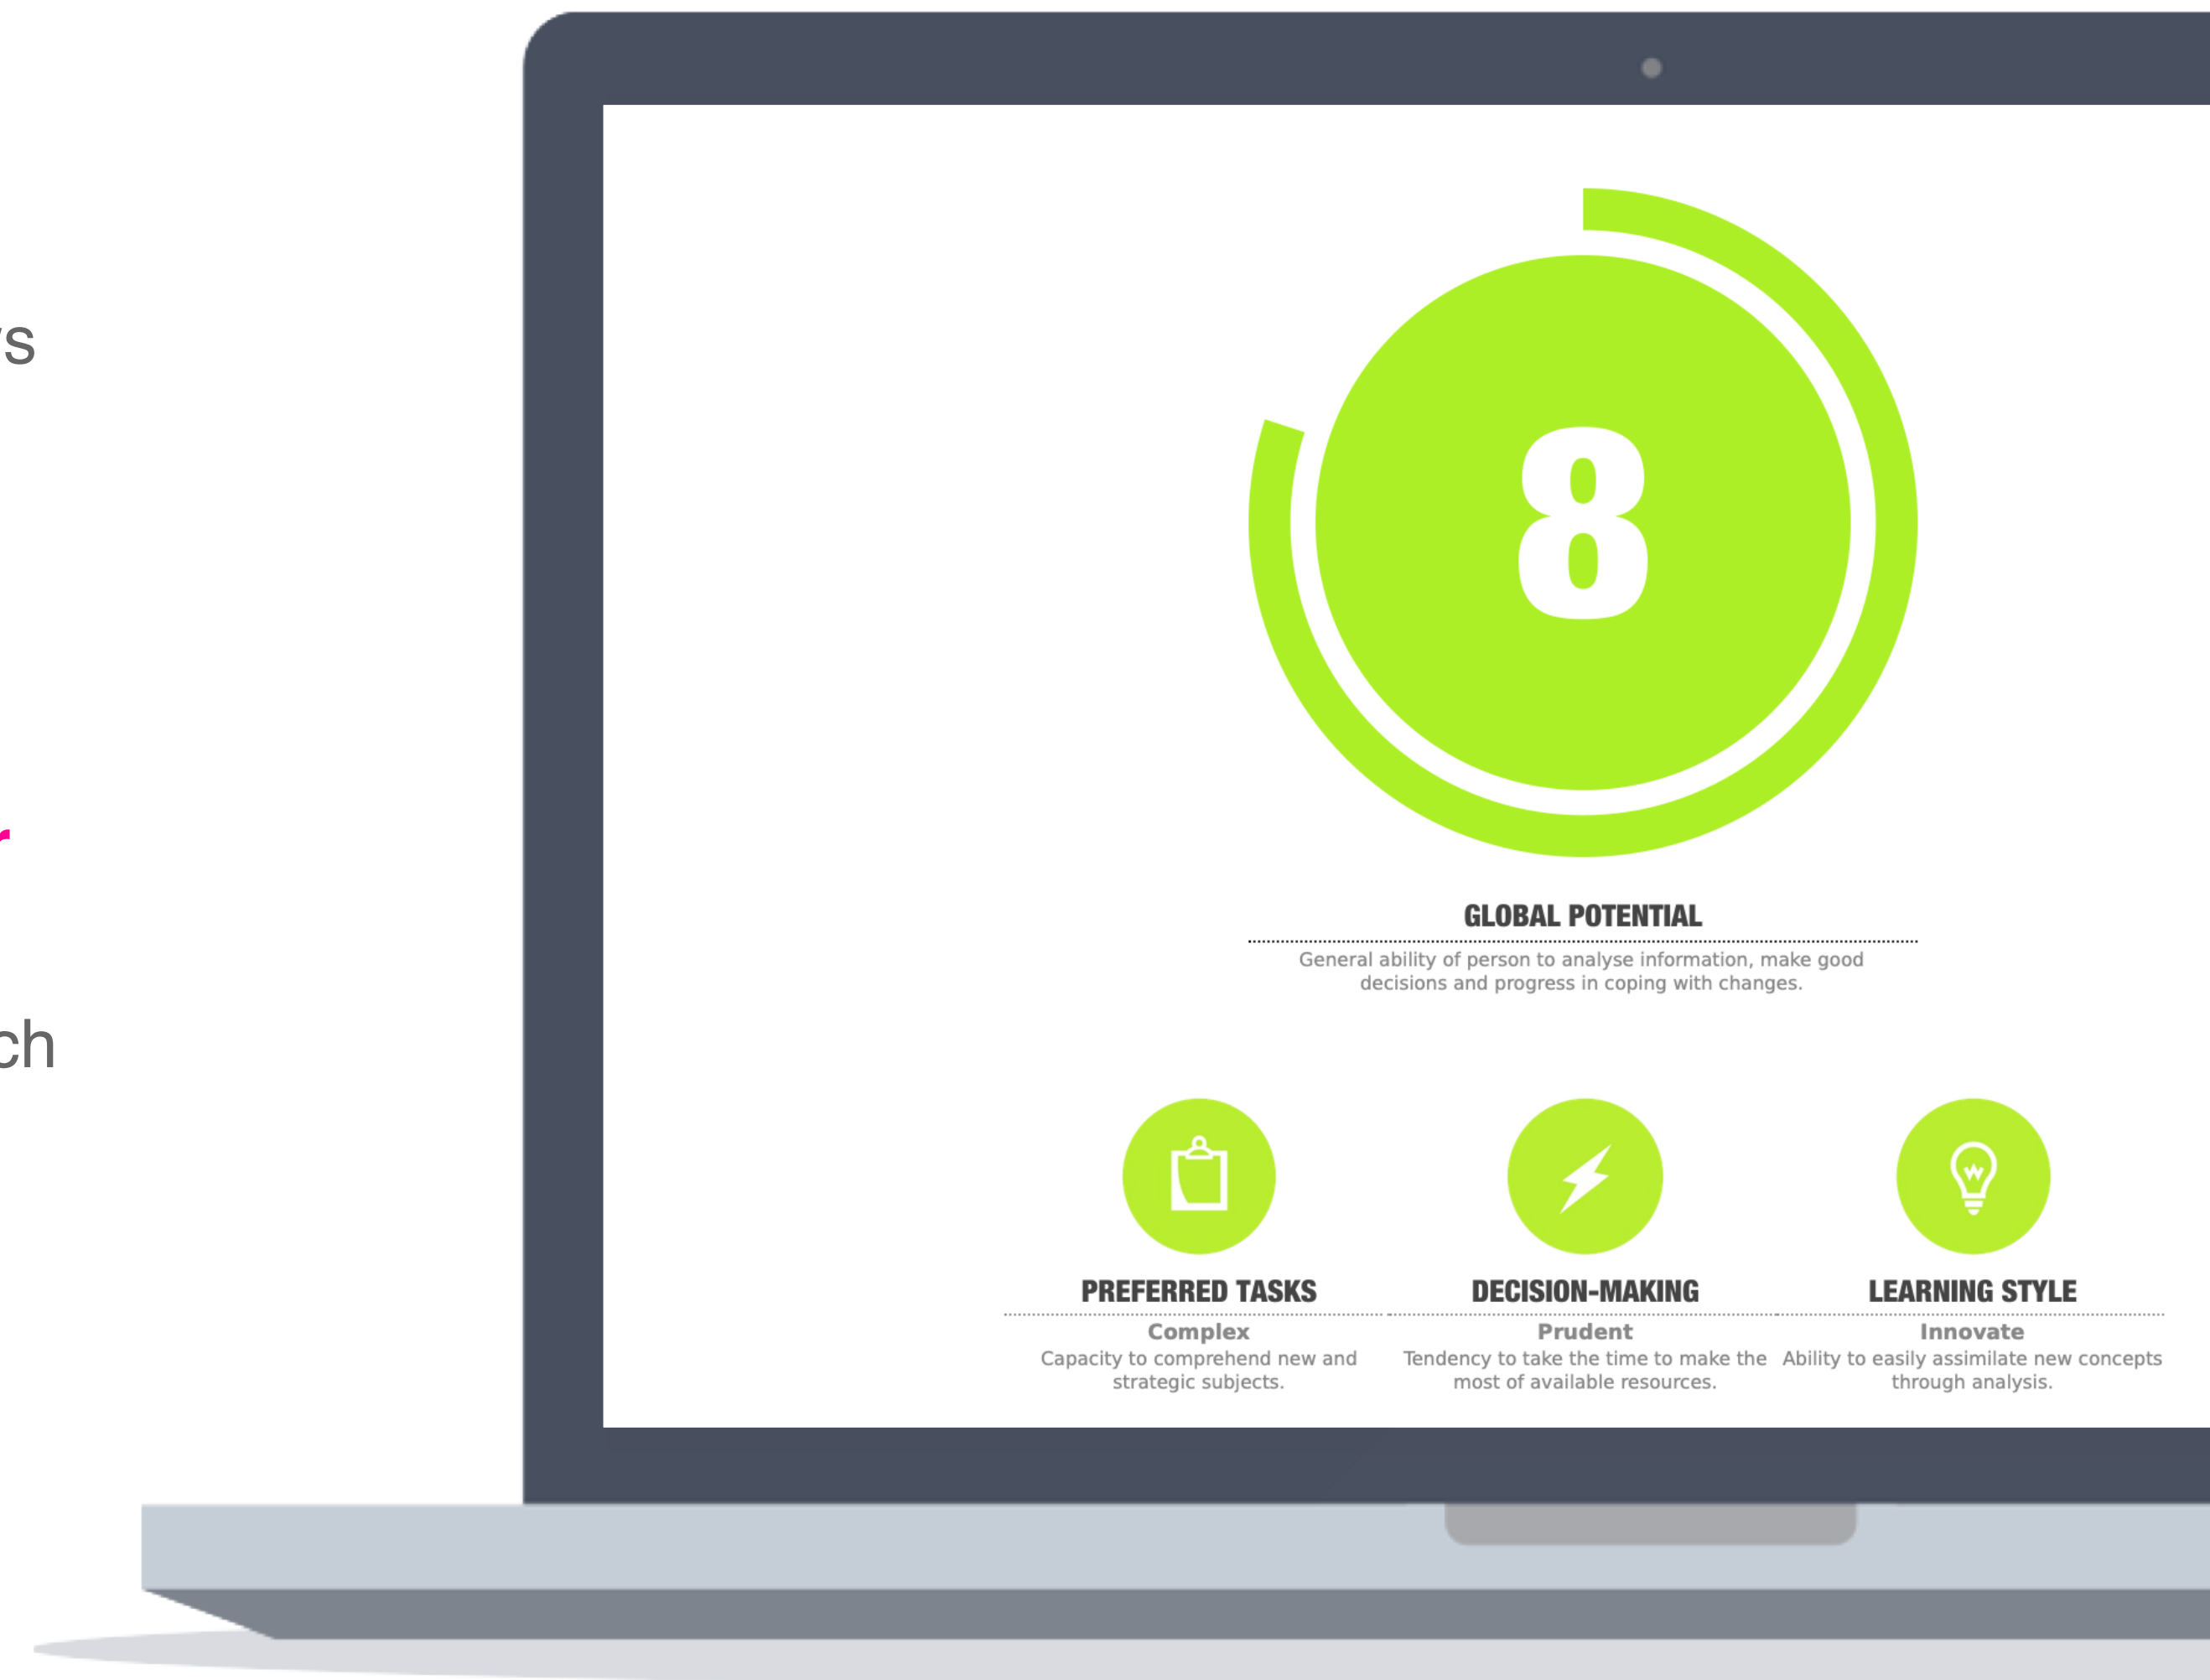 8
GLOBAL POTENTIAL
General ability of person to analyse information, make good
decisions and progress in coping with changes.
PREFERRED TASKS
Complex
Capacity to comprehend new and
strategic subjects.
DECISION-MAKING
Prudent
Tendency to take the time to make the
most of available resources.
LEARNING STYLE
Innovate
Ability to easily assimilate new concepts
through analysis.